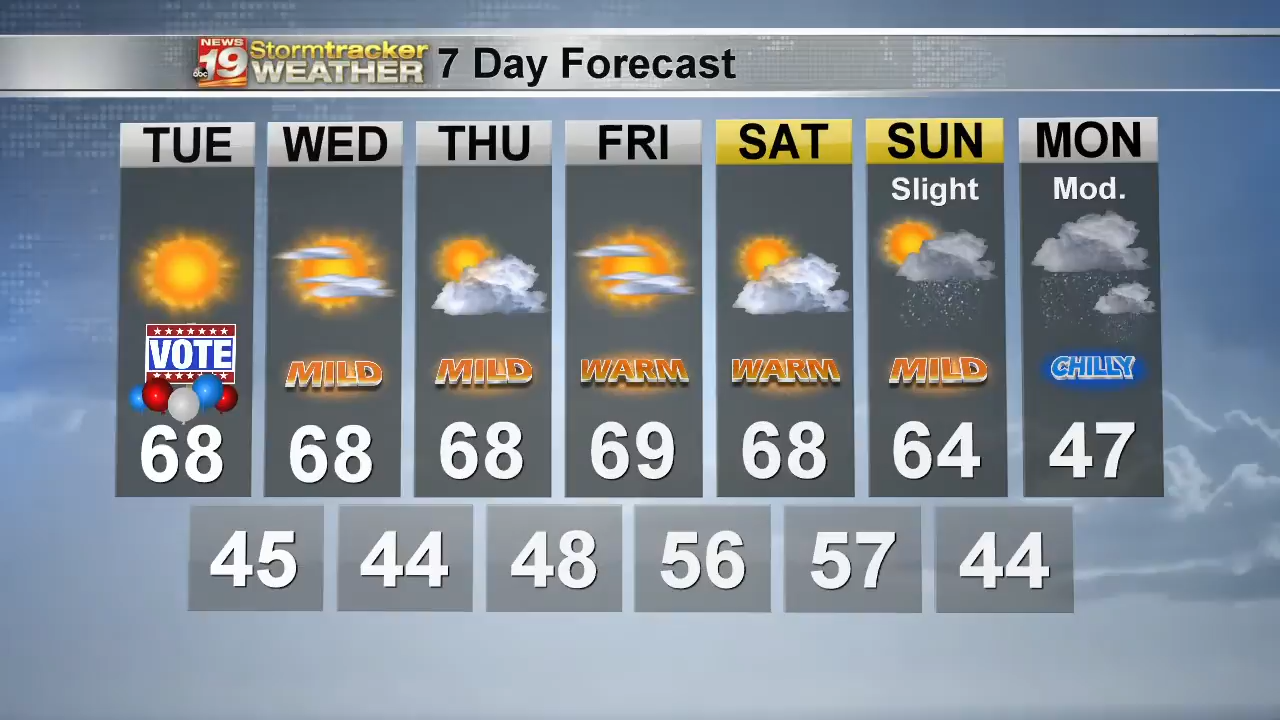 NEWS
abc 19
Stormtracker
WEATHER
7 Day Forecast
TUE WED THU FRI SAT SUN MON
Slight Mod.
VOTE
MILD MILD WARM WARM MILD CHILLY
68 68 68 69 68 64 47
45 44 48 56 57 44